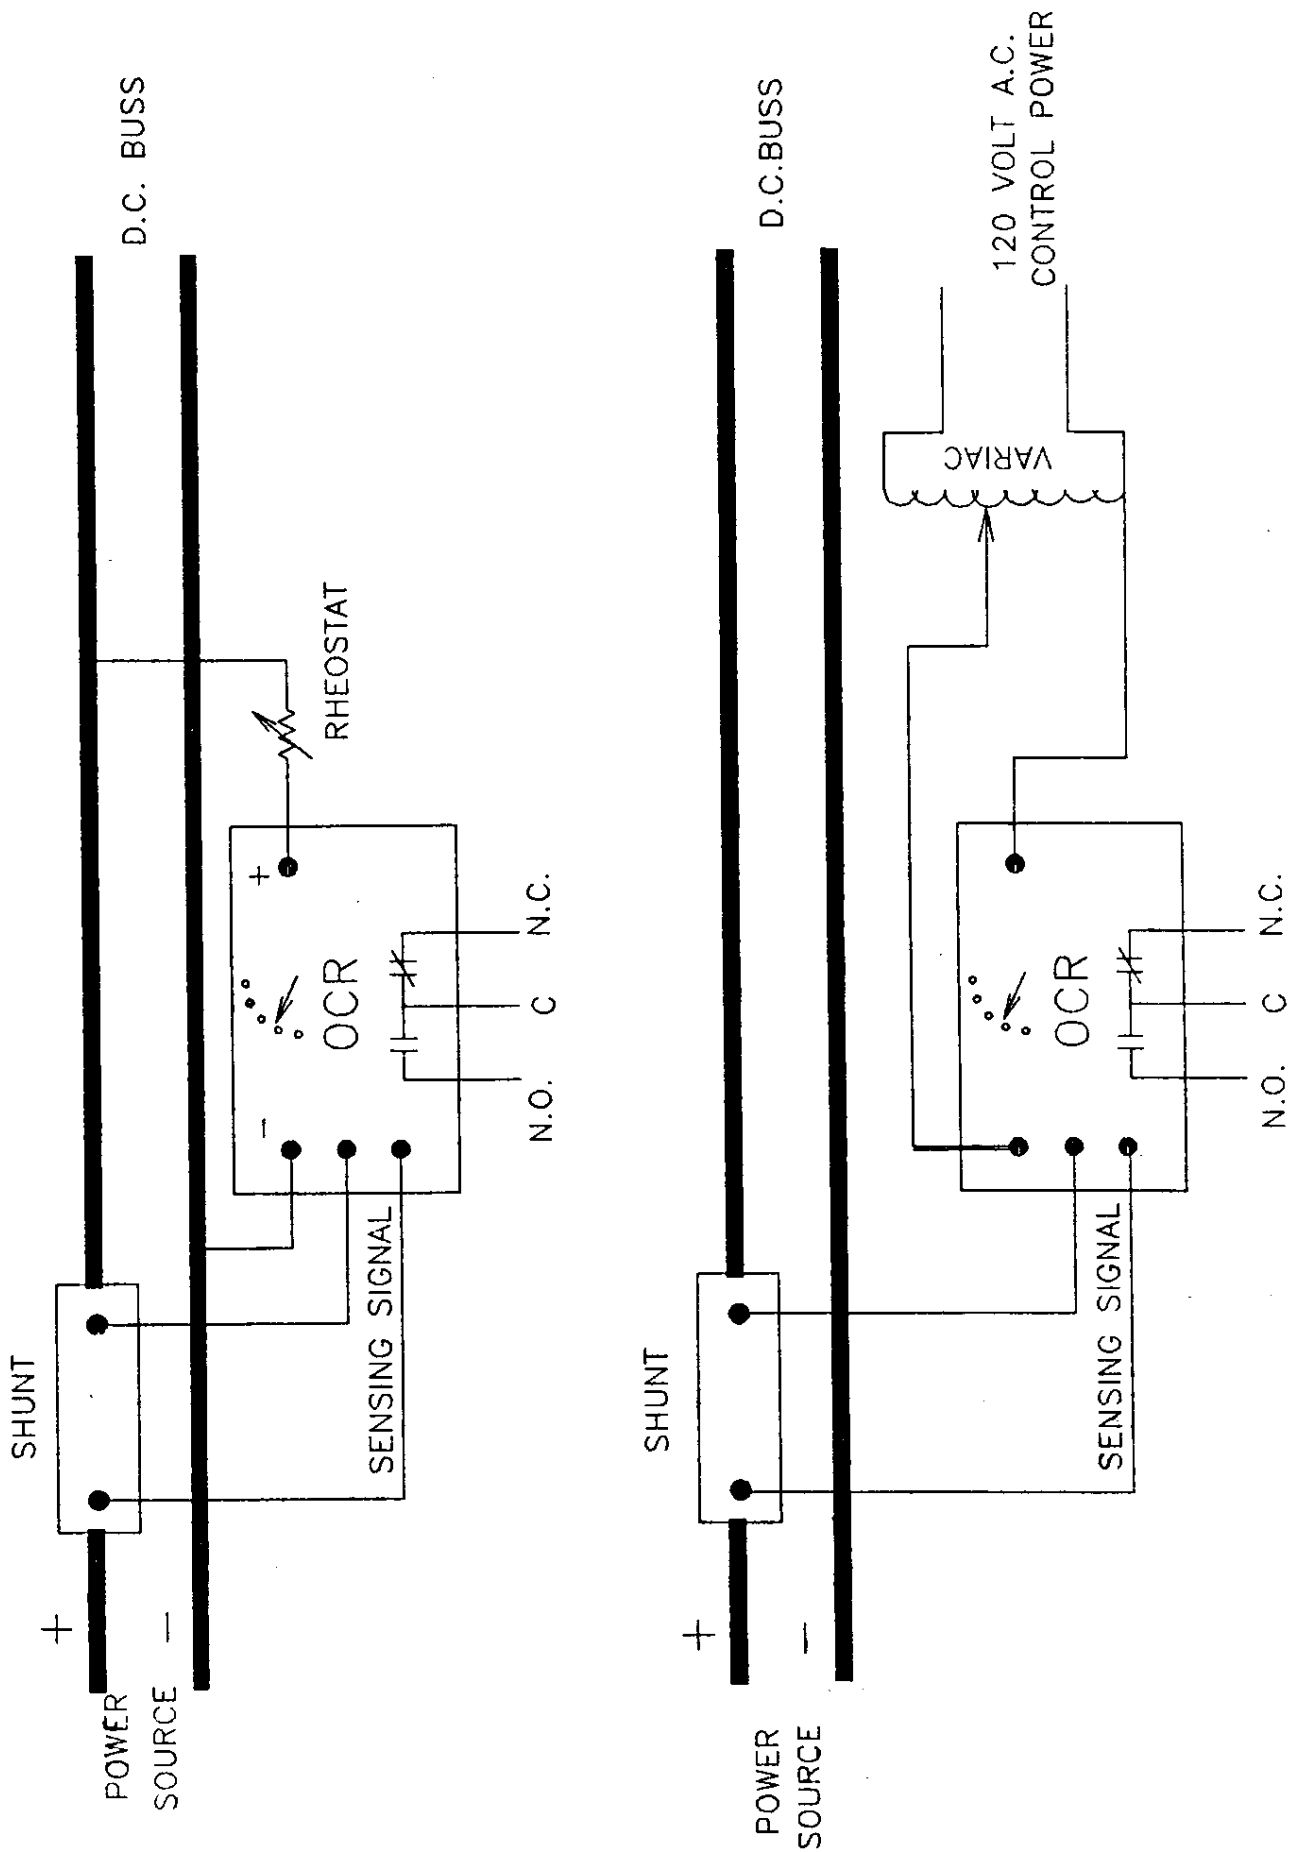 SHUNT
+
POWER
SOURCE
-
D.C. BUSS
SENSING SIGNAL
-
+
OCR
RHEOSTAT
N.O.
C
N.C.
SHUNT
+
POWER
SOURCE
-
D.C.BUSS
SENSING SIGNAL
OCR
VARIAC
120 VOLT A.C.
CONTROL POWER
N.O.
C
N.C.